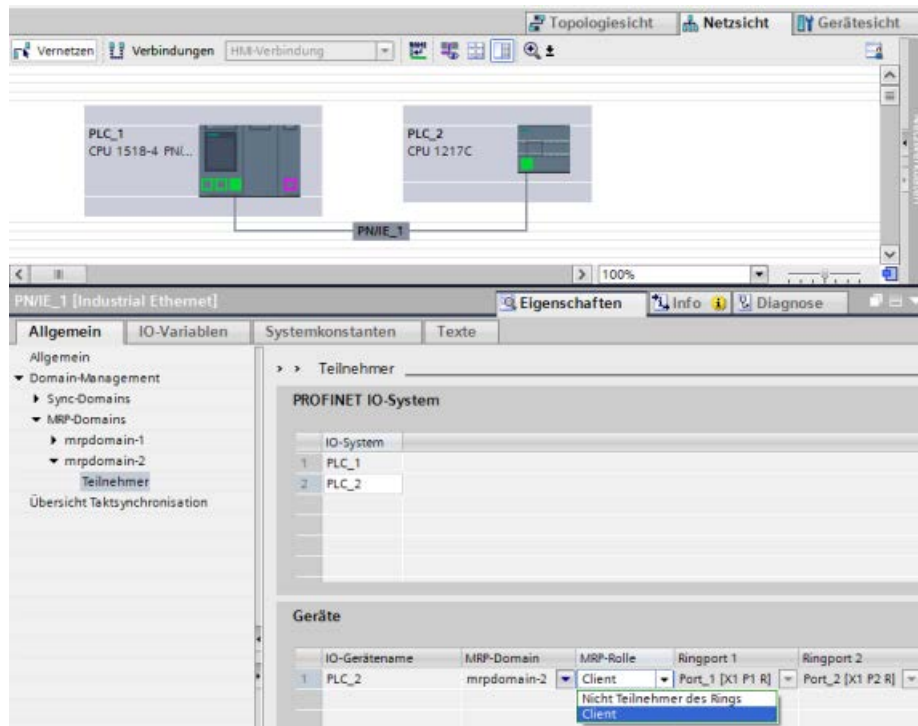 Topologiesicht Netzsicht Gerätesicht
Vernetzen Verbindungen HMI-Verbindung
PLC_1
CPU 1518-4 PN/...
PLC_2
CPU 1217C
PN/IE_1
100%
PN/IE_1 [Industrial Ethernet]
Eigenschaften Info Diagnose
Allgemein IO-Variablen Systemkonstanten Texte
Allgemein
Domain-Management
Sync-Domains
MRP-Domains
mrpdomain-1
mrpdomain-2
Teilnehmer
Übersicht Taktsynchronisation
> > Teilnehmer
PROFINET IO-System
IO-System
1 PLC_1
2 PLC_2
Geräte
IO-Gerätename MRP-Domain MRP-Rolle Ringport 1 Ringport 2
1 PLC_2 mrpdomain-2 Client Port_1 [X1 P1 R] Port_2 [X1 P2 R]
Nicht Teilnehmer des Rings
Client